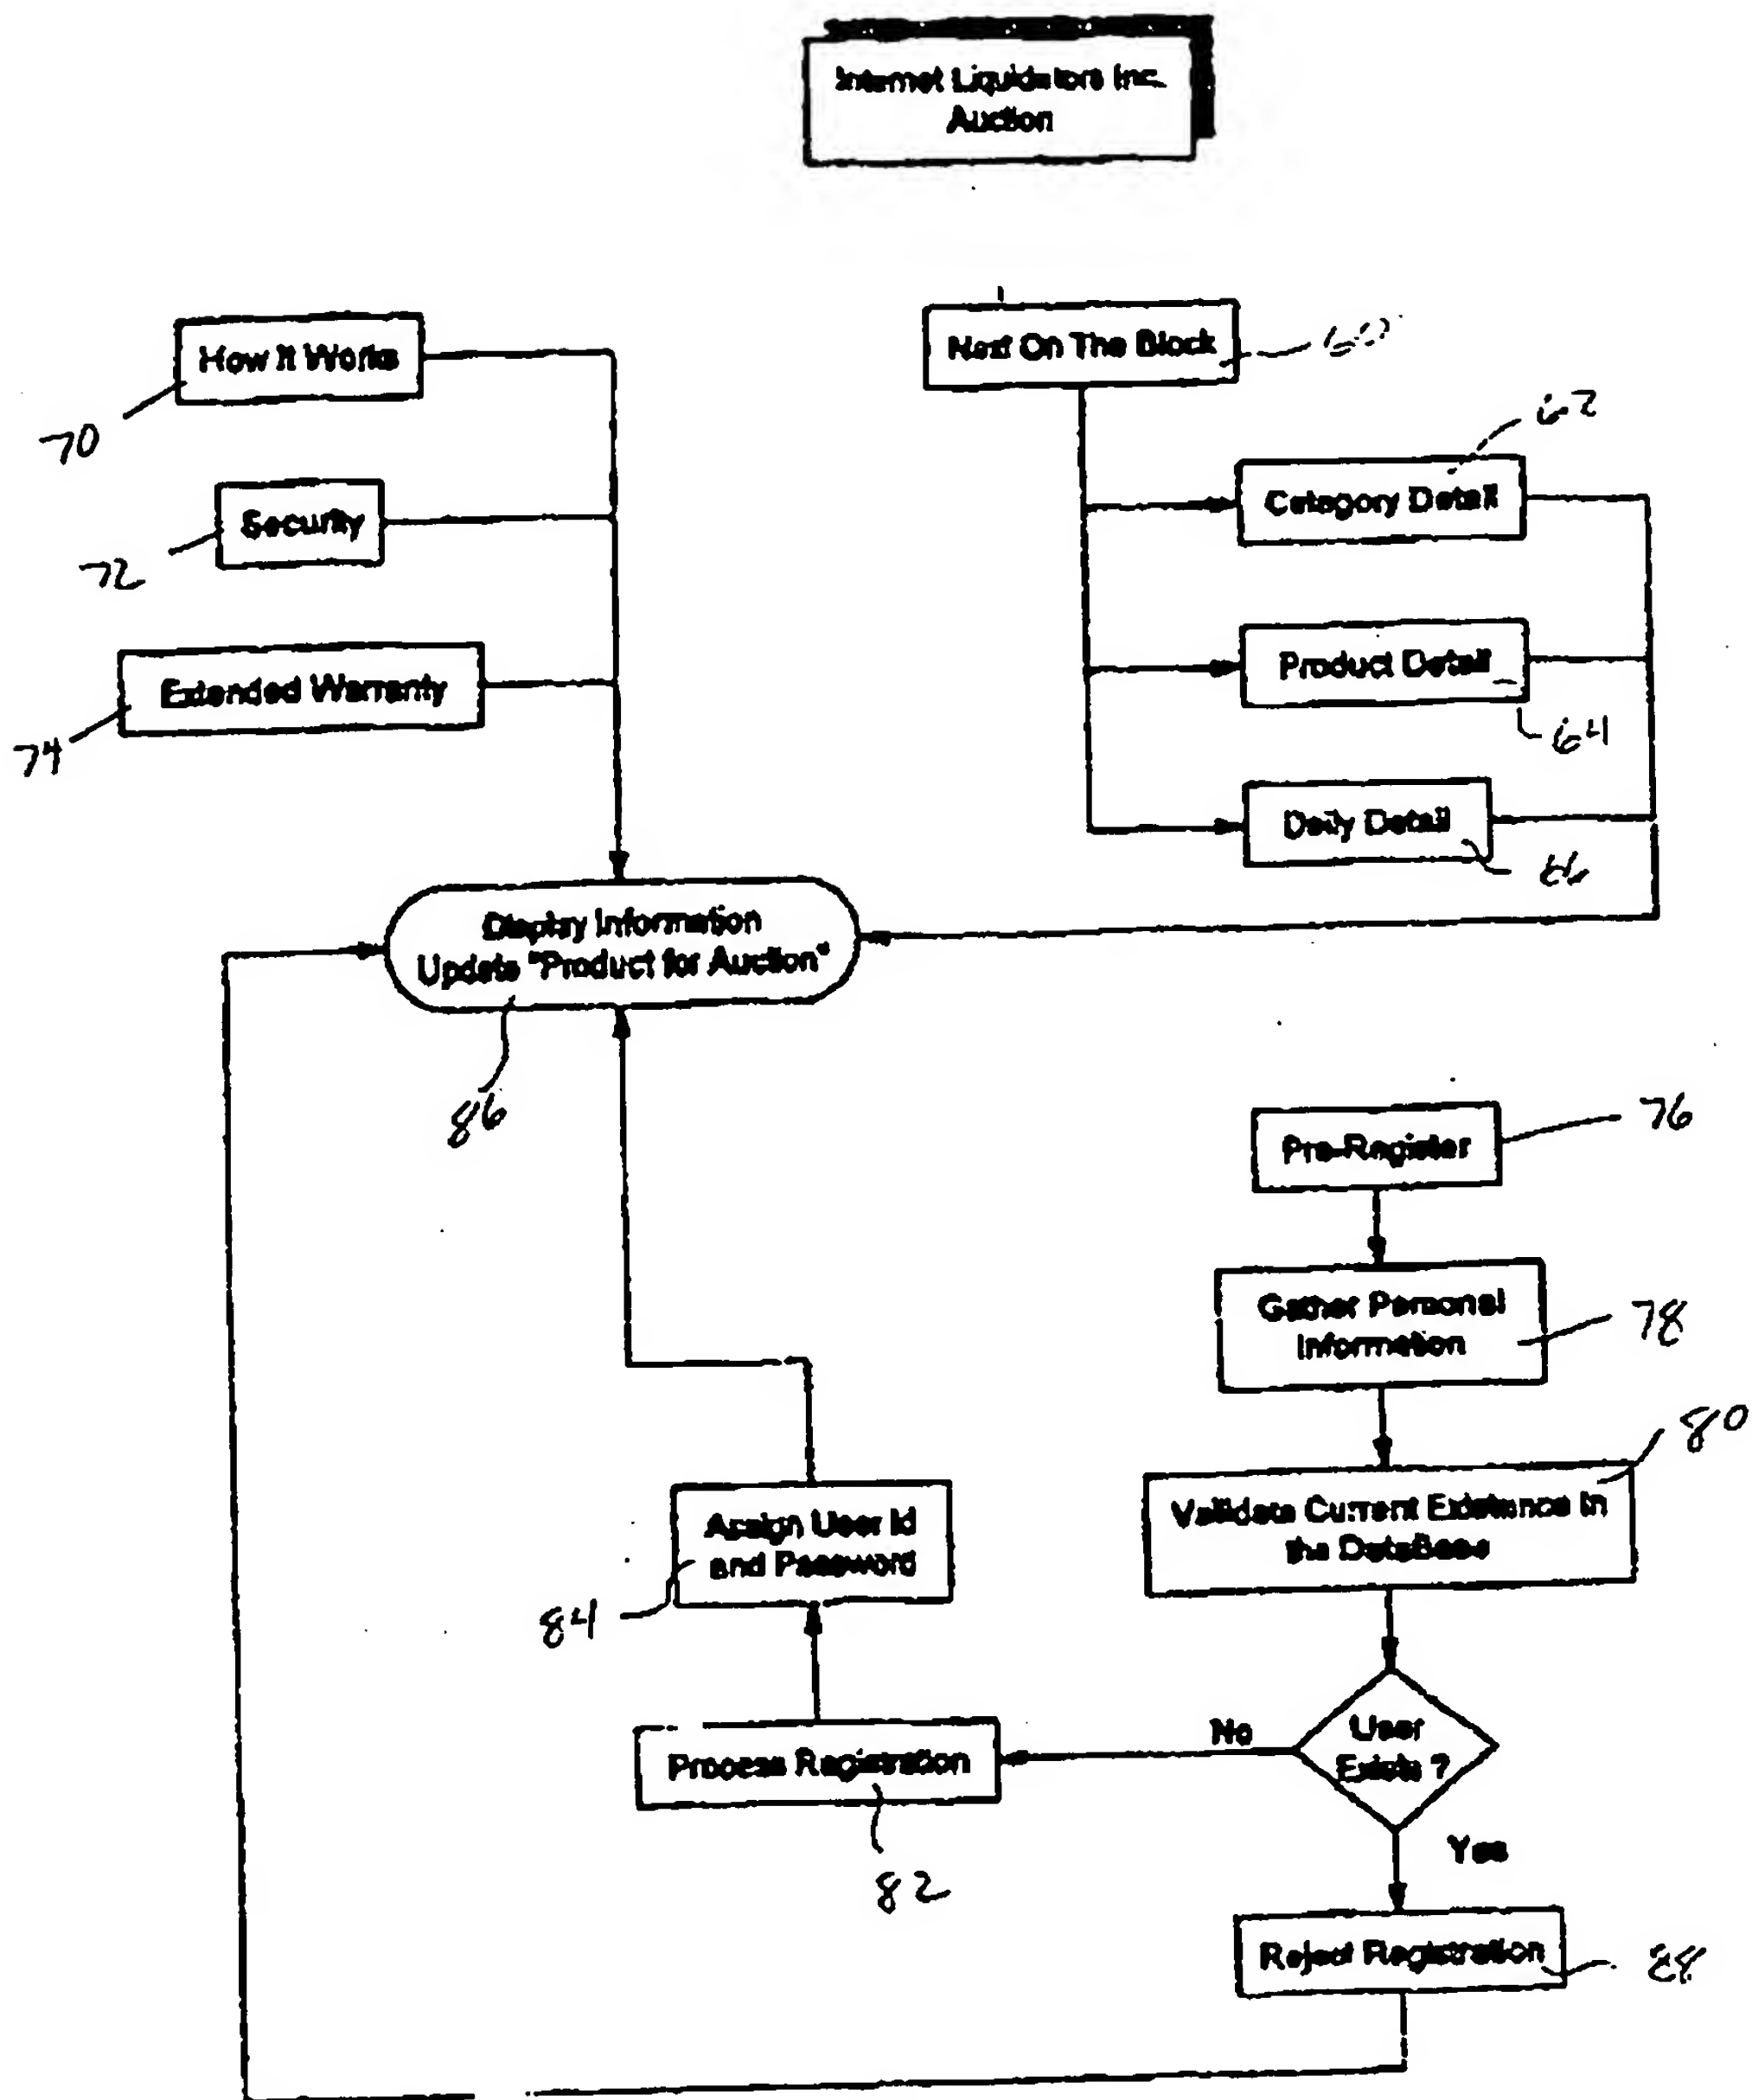 Internet Liquidators Inc.
Auction
How It Works
70
Security
72
Extended Warranty
74
Next On The Block
60
Catagory Detail
62
Product Detail
64
Daily Detail
Display Information
Update "Product for Auction"
86
Pre-Register
76
Gather Personal
Information
78
Validate Current Existence in
the DataBase
80
User
Exists ?
No
Yes
Process Registration
82
Assign User Id
and Password
84
Reject Registration
88